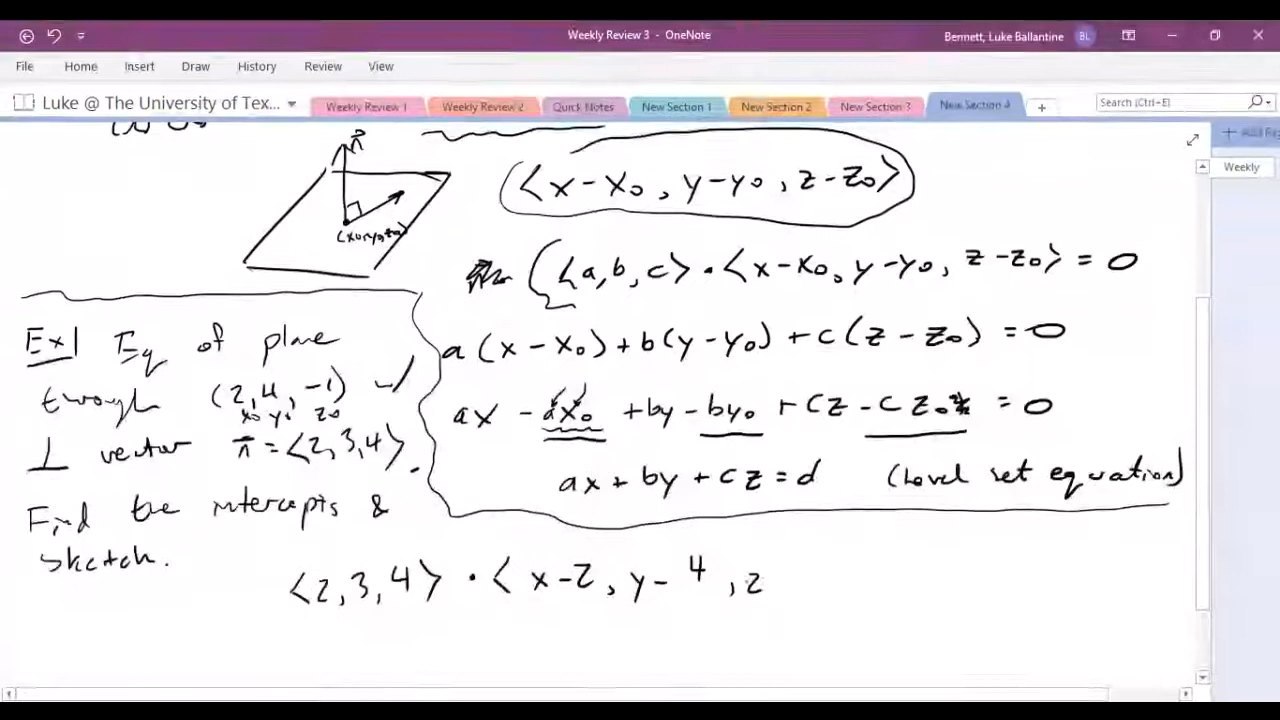 Weekly Review 3 - OneNote
Bennett, Luke Ballantine BL
File Home Insert Draw History Review View
Luke @ The University of Tex...
Weekly Review 1 Weekly Review 2 Quick Notes New Section 1 New Section 2 New Section 3 New Section 4 +
Search (Ctrl+E)
Weekly
n⃗
(x0,y0,z0)
<x-x0, y-y0, z-z0>
(<a,b,c> · <x-x0, y-y0, z-z0> = 0
a(x-x0)+b(y-y0)+c(z-z0)=0
ax - ax0 + by - by0 + cz - cz0 = 0
ax + by + cz = d (Level set equation)
Ex1 Eq of plane
through (2,4,-1) w/
x0 y0 z0
⊥ vector n⃗ = <2,3,4>.
Find the intercepts &
sketch.
<2,3,4> · < x-2, y-4, z